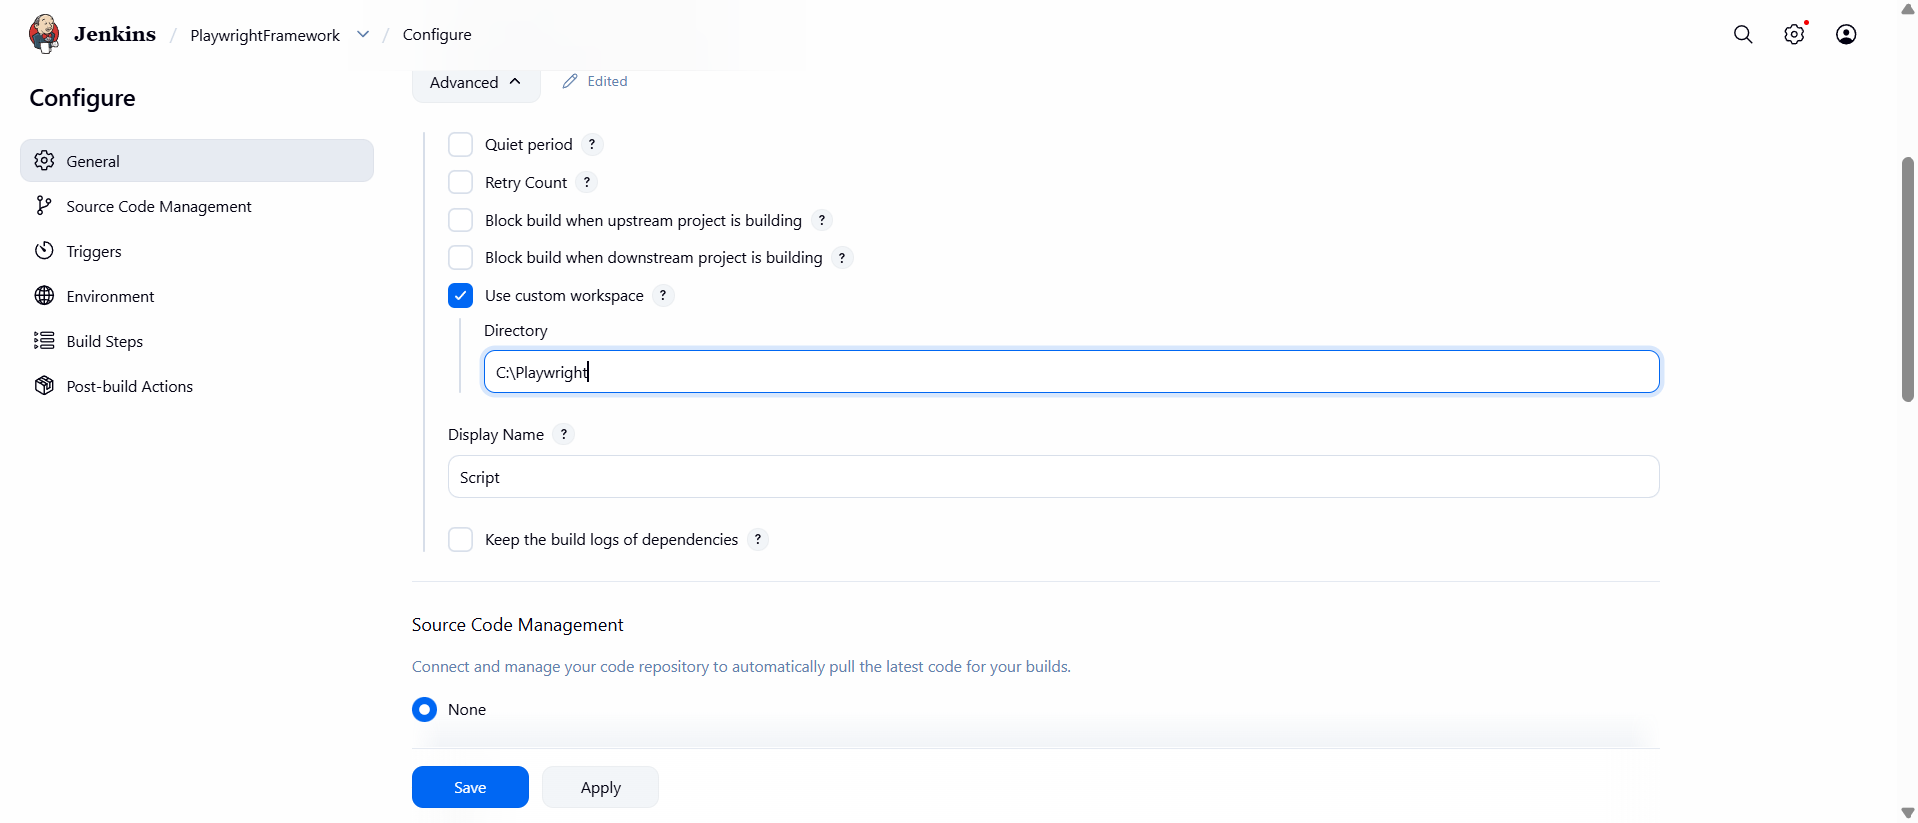 Jenkins / PlaywrightFramework / Configure
Configure
General
Source Code Management
Triggers
Environment
Build Steps
Post-build Actions
Advanced
Edited
Quiet period ?
Retry Count ?
Block build when upstream project is building ?
Block build when downstream project is building ?
Use custom workspace ?
Directory
C:\Playwright
Display Name ?
Script
Keep the build logs of dependencies ?
Source Code Management
Connect and manage your code repository to automatically pull the latest code for your builds.
None
Save
Apply